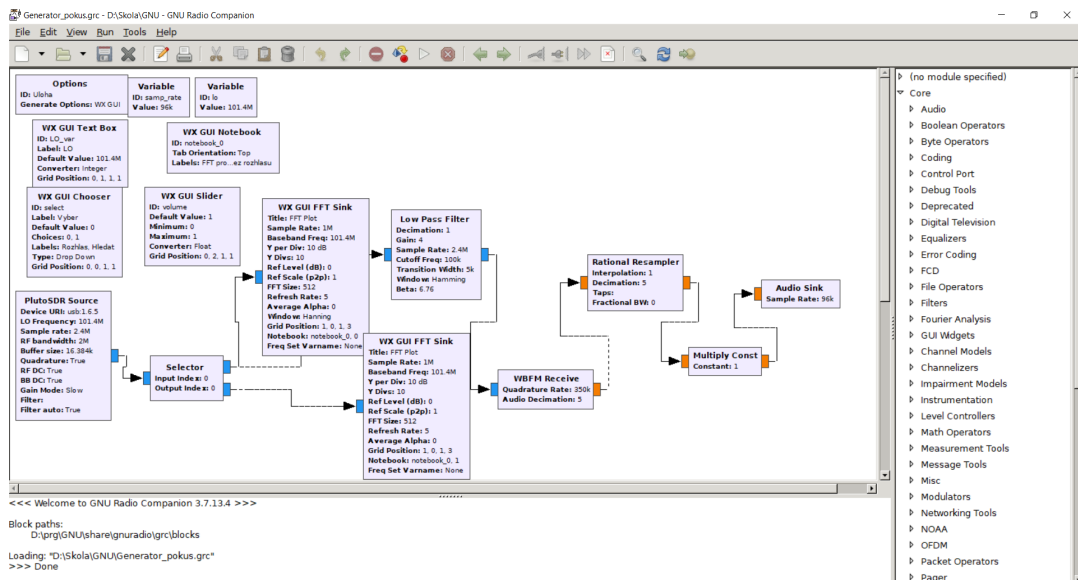 Generator_pokus.grc - D:\Skola\GNU - GNU Radio Companion
File Edit View Run Tools Help
Options
ID: Uloha
Generate Options: WX GUI
Variable
ID: samp_rate
Value: 96k
Variable
ID: lo
Value: 101.4M
WX GUI Text Box
ID: LO_var
Label: LO
Default Value: 101.4M
Converter: Integer
Grid Position: 0, 1, 1, 1
WX GUI Notebook
ID: notebook_0
Tab Orientation: Top
Labels: FFT pro...ez rozhlasu
WX GUI Chooser
ID: select
Label: Vyber
Default Value: 0
Choices: 0, 1
Labels: Rozhlas, Hledat
Type: Drop Down
Grid Position: 0, 0, 1, 1
WX GUI Slider
ID: volume
Default Value: 1
Minimum: 0
Maximum: 1
Converter: Float
Grid Position: 0, 2, 1, 1
WX GUI FFT Sink
Title: FFT Plot
Sample Rate: 1M
Baseband Freq: 101.4M
Y per Div: 10 dB
Y Divs: 10
Ref Level (dB): 0
Ref Scale (p2p): 1
FFT Size: 512
Refresh Rate: 5
Average Alpha: 0
Window: Hanning
Grid Position: 1, 0, 1, 3
Notebook: notebook_0, 0
Freq Set Varname: None
Low Pass Filter
Decimation: 1
Gain: 4
Sample Rate: 2.4M
Cutoff Freq: 100k
Transition Width: 5k
Window: Hamming
Beta: 6.76
PlutoSDR Source
Device URI: usb:1.6.5
LO Frequency: 101.4M
Sample rate: 2.4M
RF bandwidth: 2M
Buffer size: 16.384k
Quadrature: True
RF DC: True
BB DC: True
Gain Mode: Slow
Filter:
Filter auto: True
Selector
Input Index: 0
Output Index: 0
WX GUI FFT Sink
Title: FFT Plot
Sample Rate: 1M
Baseband Freq: 101.4M
Y per Div: 10 dB
Y Divs: 10
Ref Level (dB): 0
Ref Scale (p2p): 1
FFT Size: 512
Refresh Rate: 5
Average Alpha: 0
Grid Position: 1, 0, 1, 3
Notebook: notebook_0, 1
Freq Set Varname: None
WBFM Receive
Quadrature Rate: 350k
Audio Decimation: 5
Rational Resampler
Interpolation: 1
Decimation: 5
Taps:
Fractional BW: 0
Multiply Const
Constant: 1
Audio Sink
Sample Rate: 96k
(no module specified)
Core
Audio
Boolean Operators
Byte Operators
Coding
Control Port
Debug Tools
Deprecated
Digital Television
Equalizers
Error Coding
FCD
File Operators
Filters
Fourier Analysis
GUI Widgets
Channel Models
Channelizers
Impairment Models
Instrumentation
Level Controllers
Math Operators
Measurement Tools
Message Tools
Misc
Modulators
Networking Tools
NOAA
OFDM
Packet Operators
Pager
<<< Welcome to GNU Radio Companion 3.7.13.4 >>>
Block paths:
D:\prg\GNU\share\gnuradio\grc\blocks
Loading: "D:\Skola\GNU\Generator_pokus.grc"
>>> Done